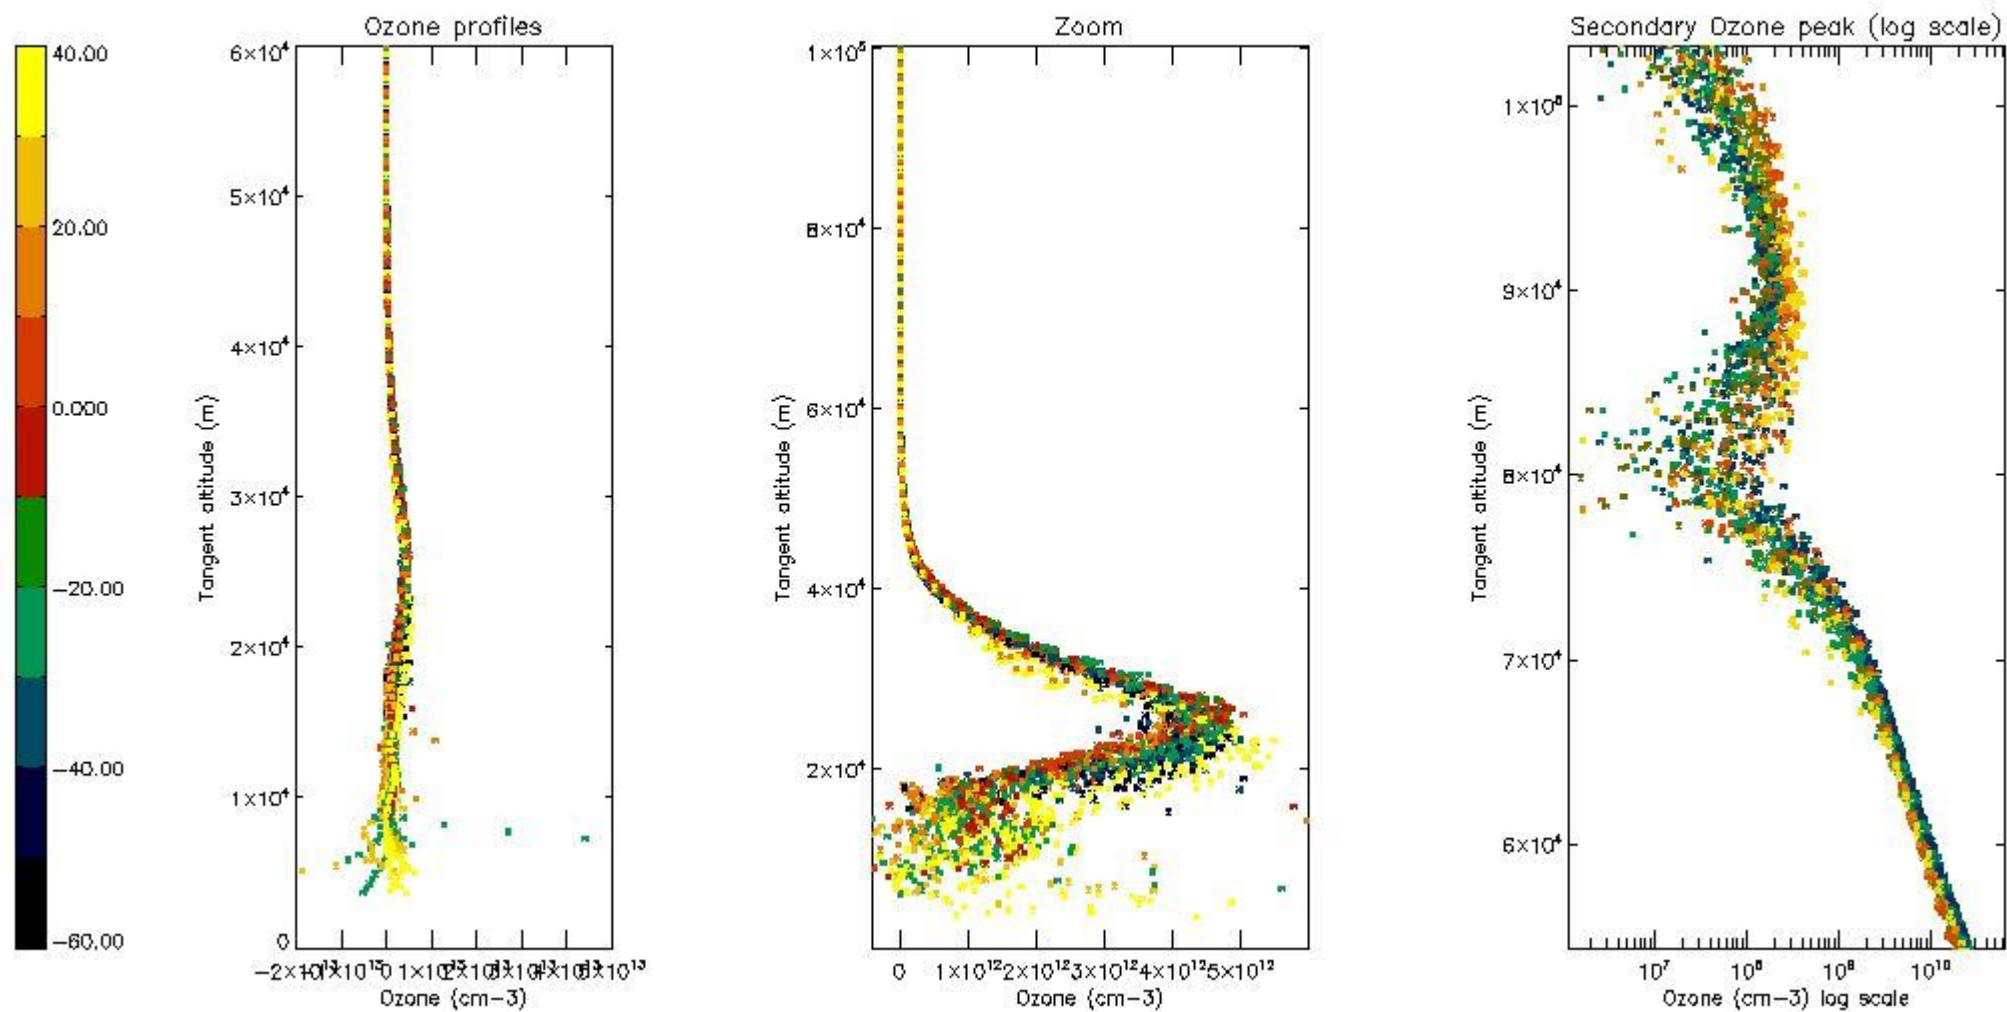 Ozone profiles
Zoom
Secondary Ozone peak (log scale)
40.00
20.00
0.000
−20.00
−40.00
−60.00
Tangent altitude (m)
6×10⁴
5×10⁴
4×10⁴
3×10⁴
2×10⁴
1×10⁴
0
0
Ozone (cm−3)
Tangent altitude (m)
1×10⁵
8×10⁴
6×10⁴
4×10⁴
2×10⁴
0 1×10¹² 2×10¹² 3×10¹² 4×10¹² 5×10¹²
Ozone (cm−3)
Tangent altitude (m)
9×10⁴
8×10⁴
7×10⁴
6×10⁴
10⁷ 10⁸ 10⁹ 10¹⁰
Ozone (cm−3) log scale